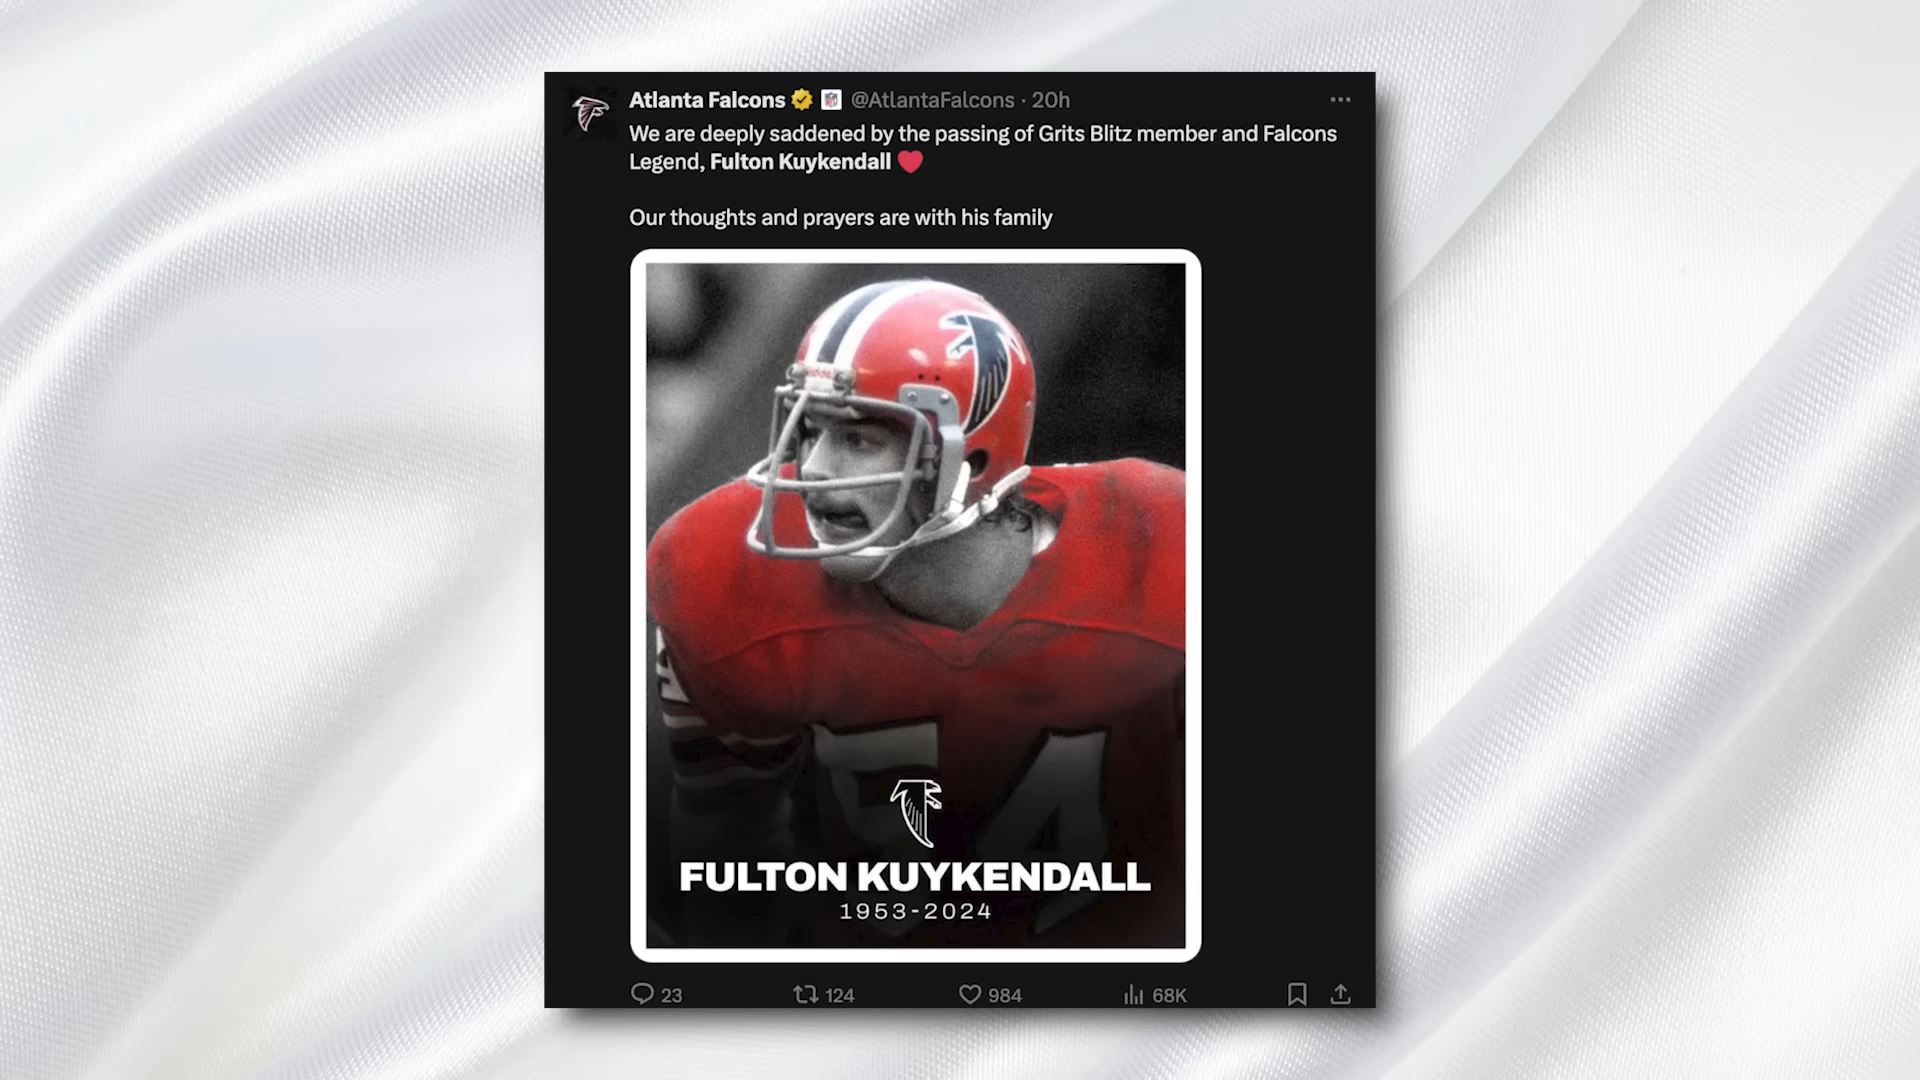 Atlanta Falcons @AtlantaFalcons · 20h
We are deeply saddened by the passing of Grits Blitz member and Falcons
Legend, Fulton Kuykendall ❤️
Our thoughts and prayers are with his family
54
FULTON KUYKENDALL
1953-2024
23 124 984 68K